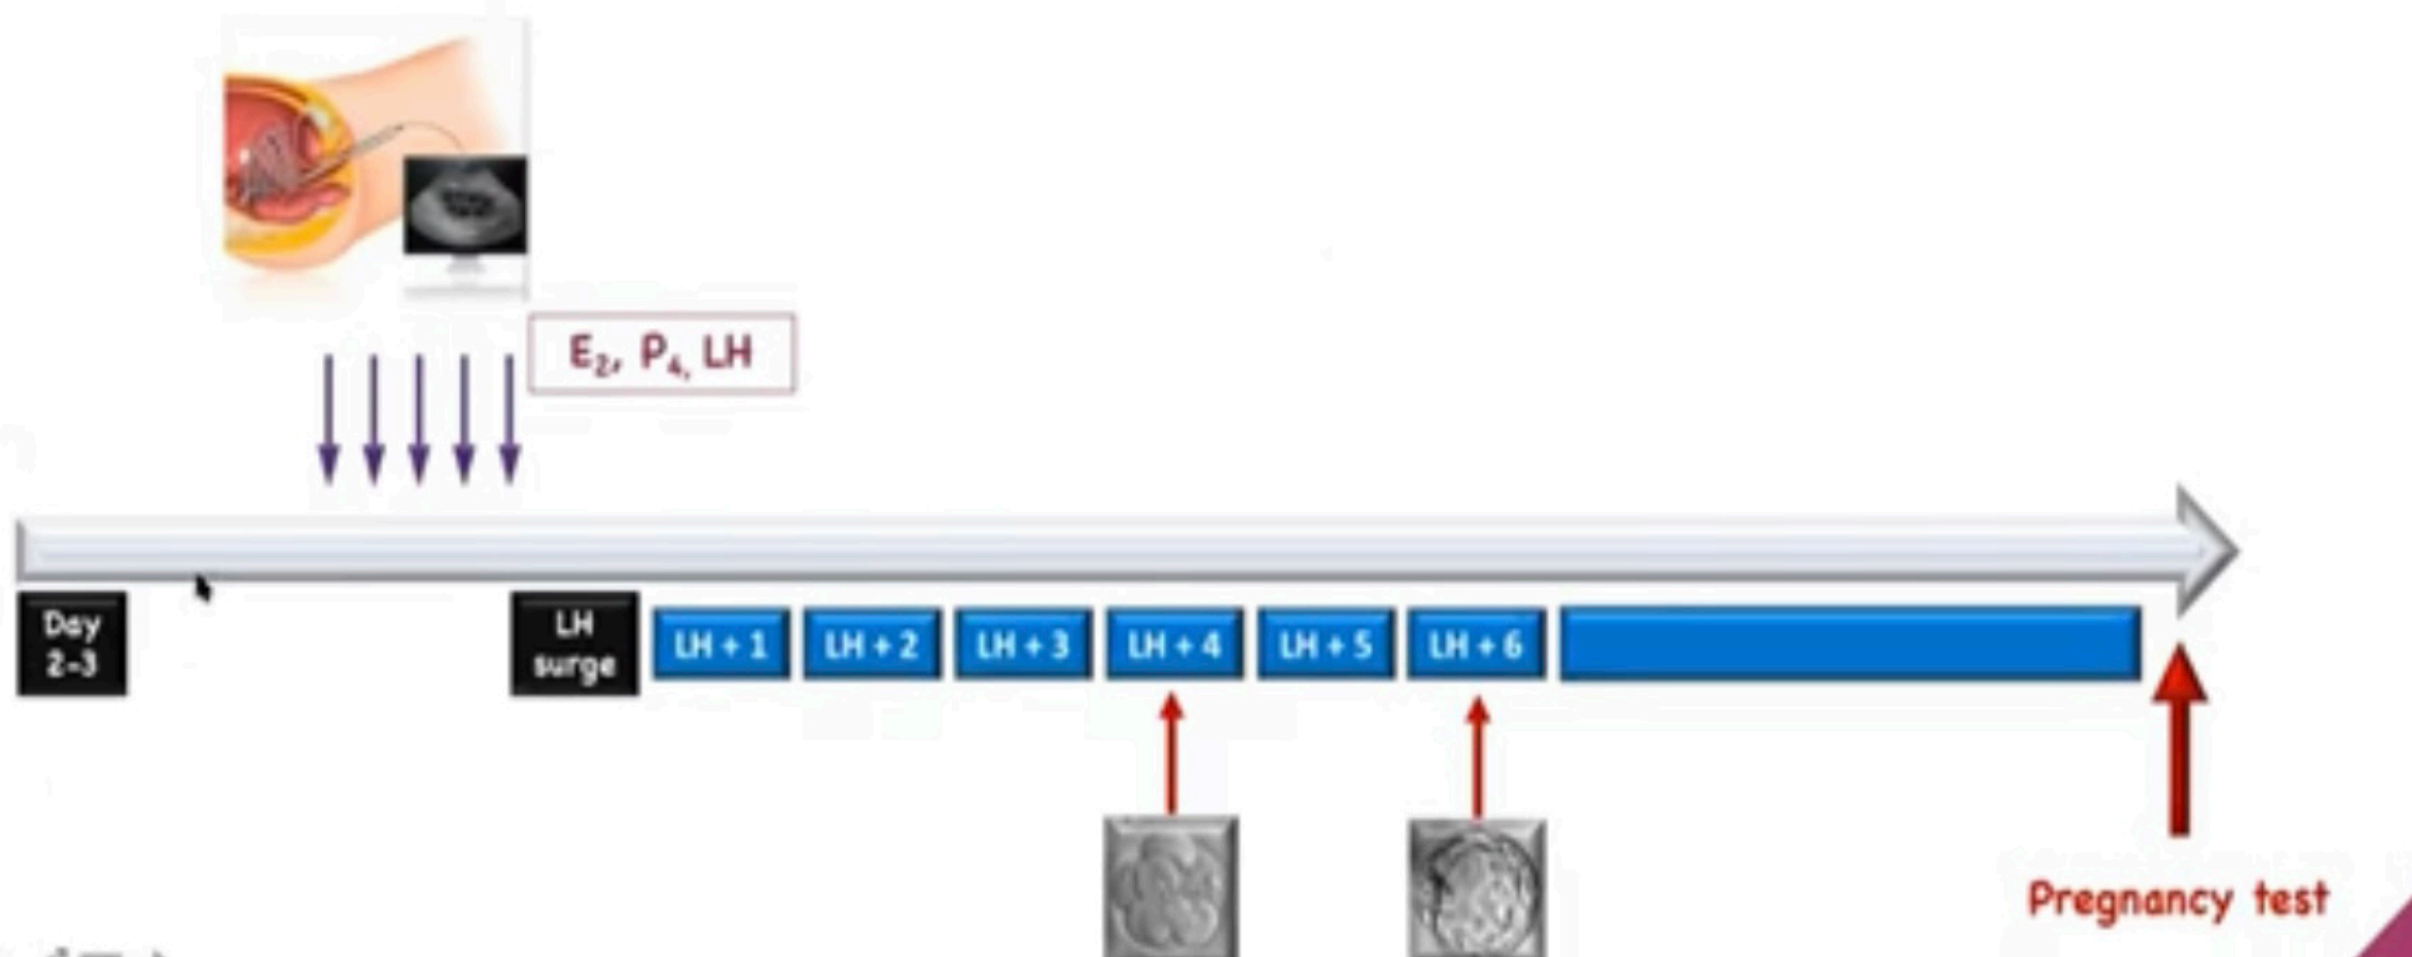 E₂, P₄, LH
Day
2-3
LH
surge
LH + 1
LH + 2
LH + 3
LH + 4
LH + 5
LH + 6
Pregnancy test